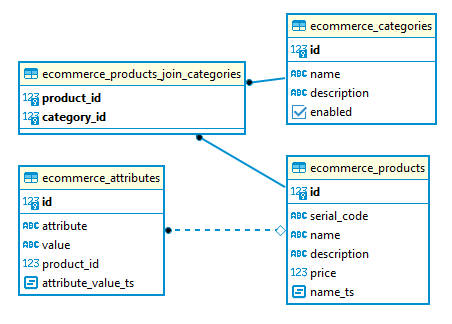 ecommerce_categories
123 id
ABC name
ABC description
enabled
ecommerce_products_join_categories
123 product_id
123 category_id
ecommerce_attributes
123 id
ABC attribute
ABC value
123 product_id
attribute_value_ts
ecommerce_products
123 id
ABC serial_code
ABC name
ABC description
123 price
name_ts